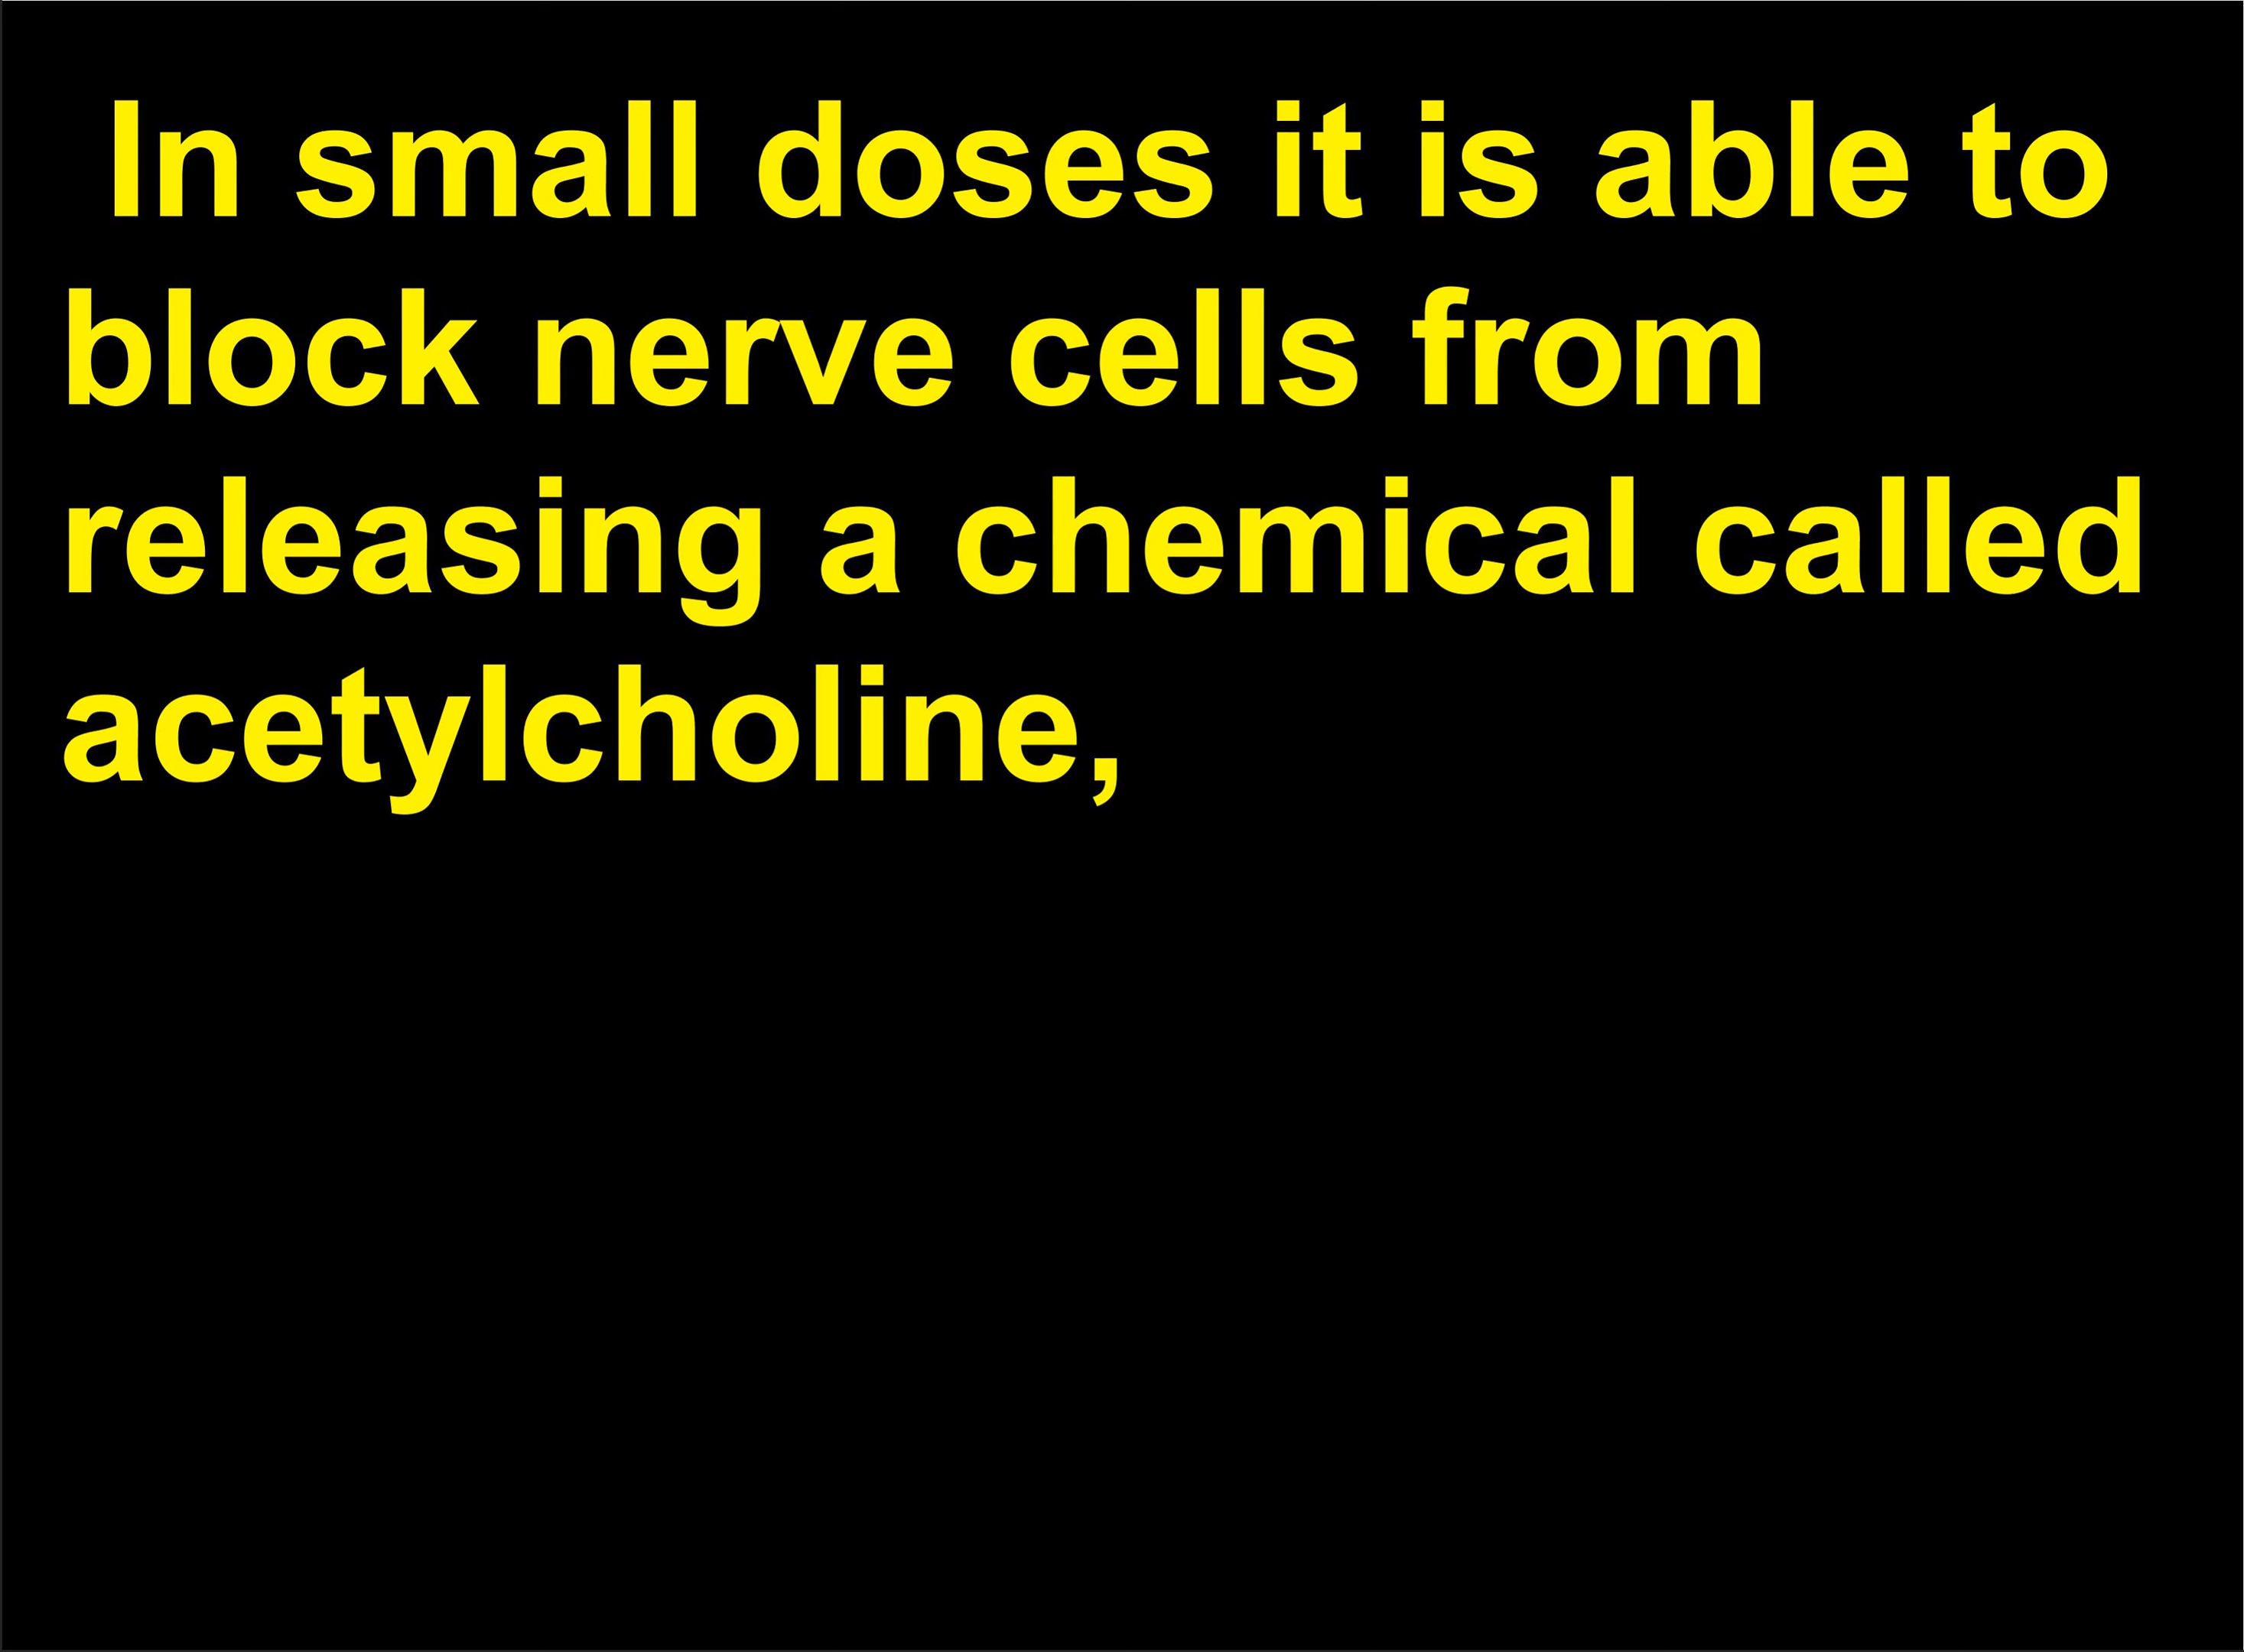 In small doses it is able to
block nerve cells from
releasing a chemical called
acetylcholine,